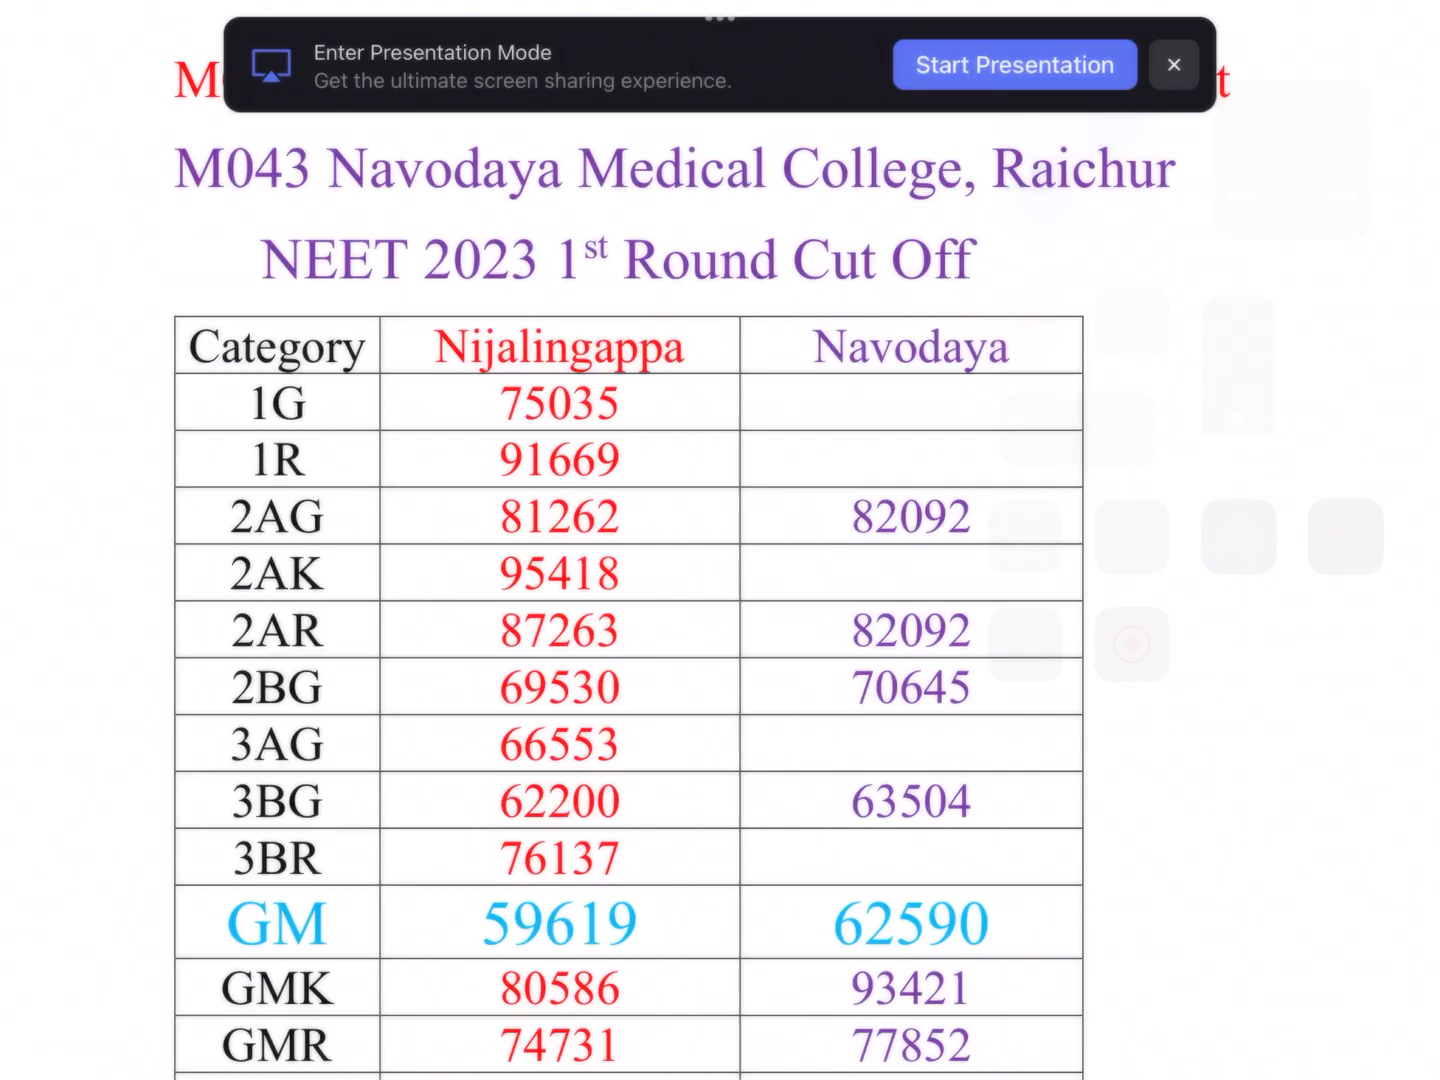 Enter Presentation Mode
Get the ultimate screen sharing experience.
Start Presentation
M043 Navodaya Medical College, Raichur
NEET 2023 1st Round Cut Off
Category Nijalingappa Navodaya
1G 75035
1R 91669
2AG 81262 82092
2AK 95418
2AR 87263 82092
2BG 69530 70645
3AG 66553
3BG 62200 63504
3BR 76137
GM 59619 62590
GMK 80586 93421
GMR 74731 77852